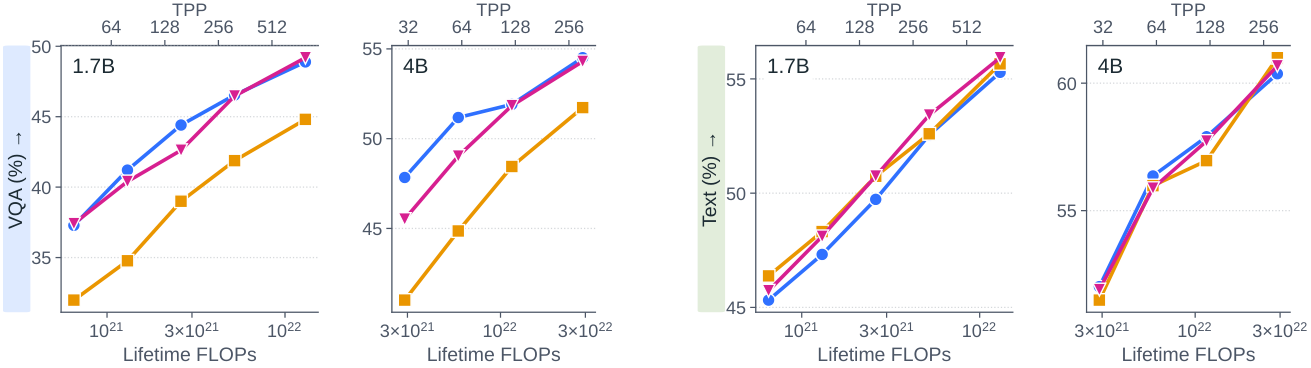 TPP
64 128 256 512
VQA (%) →
50
45
40
35
1.7B
10²¹ 3×10²¹ 10²²
Lifetime FLOPs
TPP
32 64 128 256
55
50
45
4B
3×10²¹ 10²² 3×10²²
Lifetime FLOPs
TPP
64 128 256 512
Text (%) →
55
50
45
1.7B
10²¹ 3×10²¹ 10²²
Lifetime FLOPs
TPP
32 64 128 256
60
55
4B
3×10²¹ 10²² 3×10²²
Lifetime FLOPs